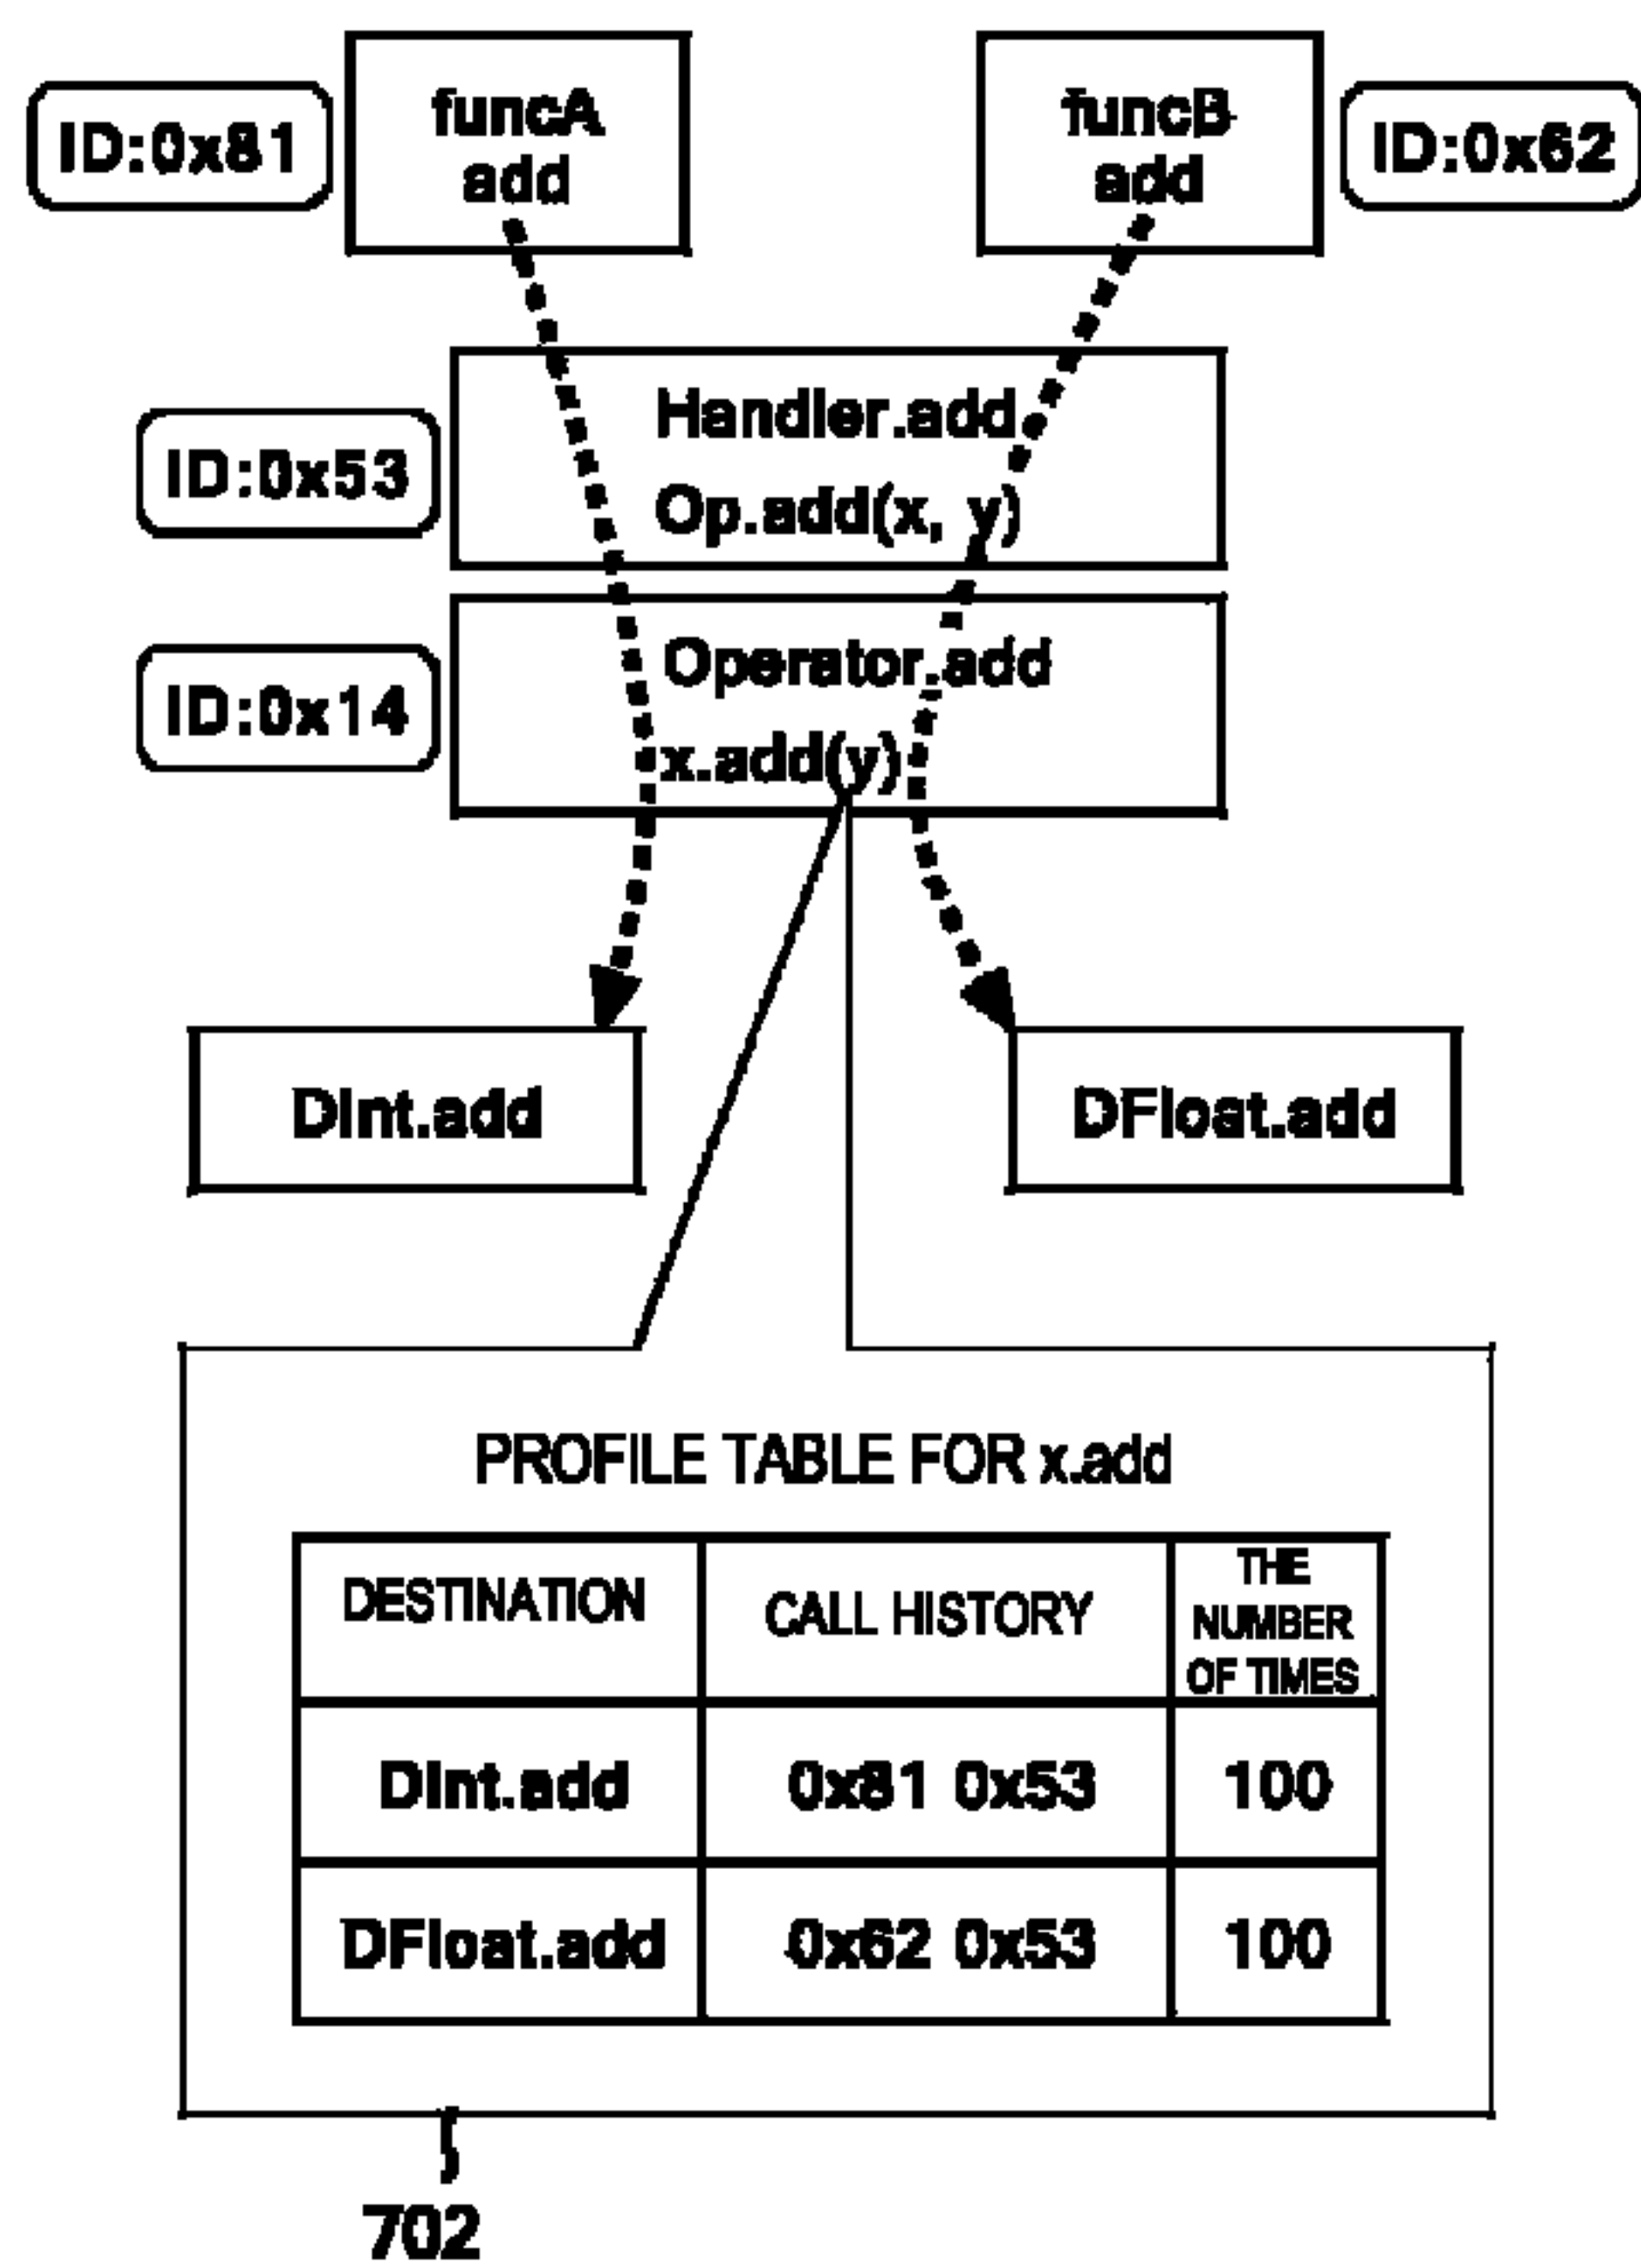 funcA
add
funcB
add
ID:0x81
ID:0x62
Handler.add
Op.add(x, y)
ID:0x53
Operator.add
x.add(y)
ID:0x14
DInt.add
DFloat.add
PROFILE TABLE FOR x.add
DESTINATION
CALL HISTORY
THE
NUMBER
OF TIMES
DInt.add
0x81 0x53
100
DFloat.add
0x62 0x53
100
702